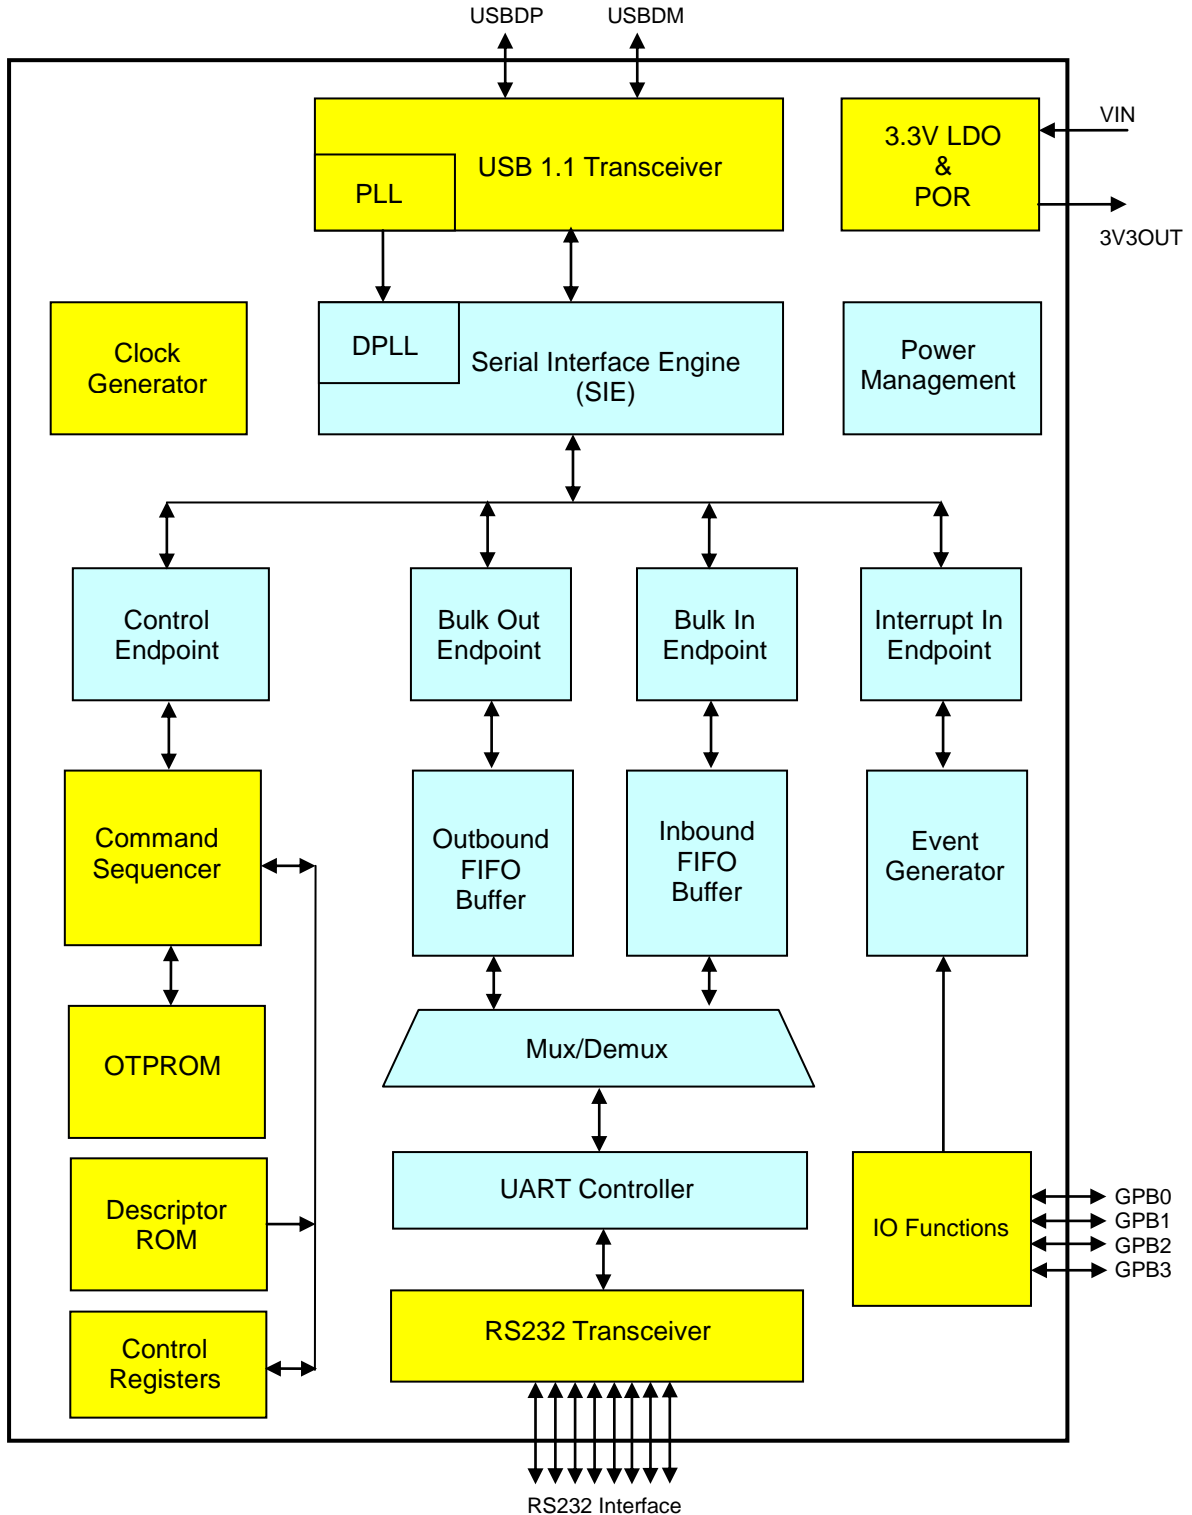 USBDP USBDM
USB 1.1 Transceiver
PLL
3.3V LDO
&
POR
VIN
3V3OUT
Clock
Generator
DPLL
Serial Interface Engine
(SIE)
Power
Management
Control
Endpoint
Bulk Out
Endpoint
Bulk In
Endpoint
Interrupt In
Endpoint
Command
Sequencer
Outbound
FIFO
Buffer
Inbound
FIFO
Buffer
Event
Generator
OTPROM
Mux/Demux
Descriptor
ROM
UART Controller
IO Functions
GPB0
GPB1
GPB2
GPB3
Control
Registers
RS232 Transceiver
RS232 Interface